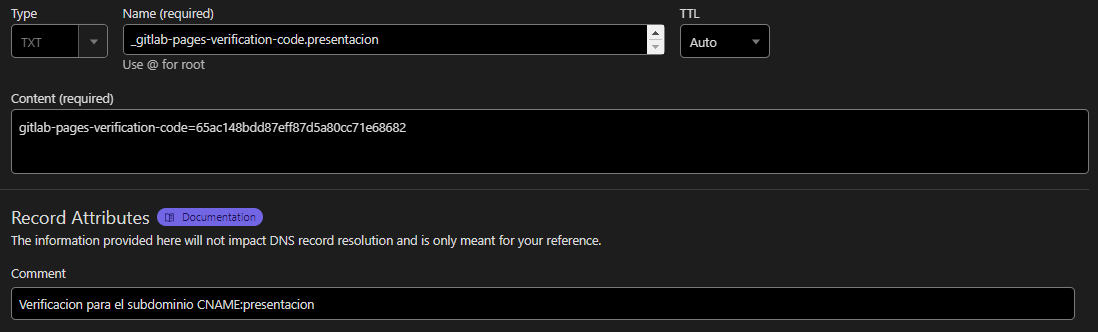 Type
Name (required)
TTL
TXT
_gitlab-pages-verification-code.presentacion
Auto
Use @ for root
Content (required)
gitlab-pages-verification-code=65ac148bdd87eff87d5a80cc71e68682
Record Attributes
Documentation
The information provided here will not impact DNS record resolution and is only meant for your reference.
Comment
Verificacion para el subdominio CNAME:presentacion